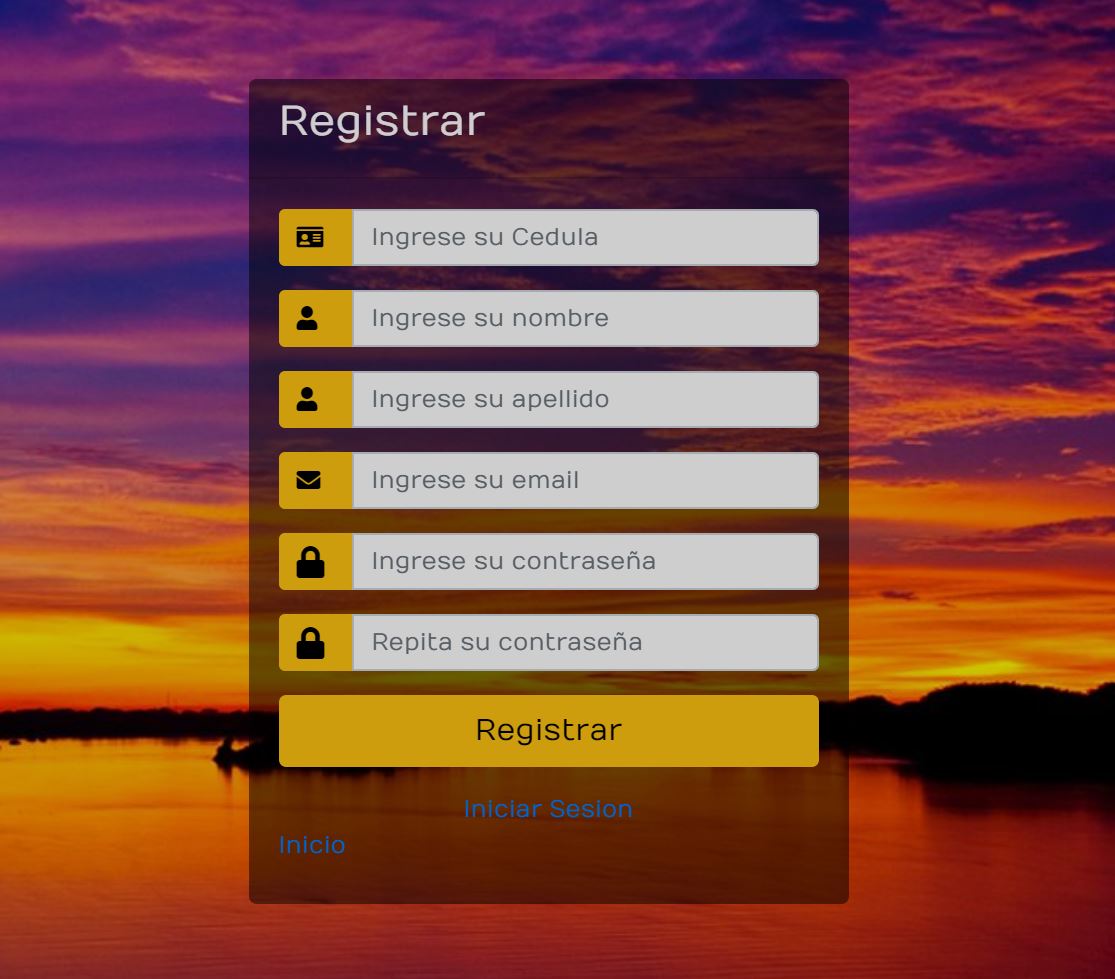 Registrar
Ingrese su Cedula
Ingrese su nombre
Ingrese su apellido
Ingrese su email
Ingrese su contraseña
Repita su contraseña
Registrar
Iniciar Sesion
Inicio